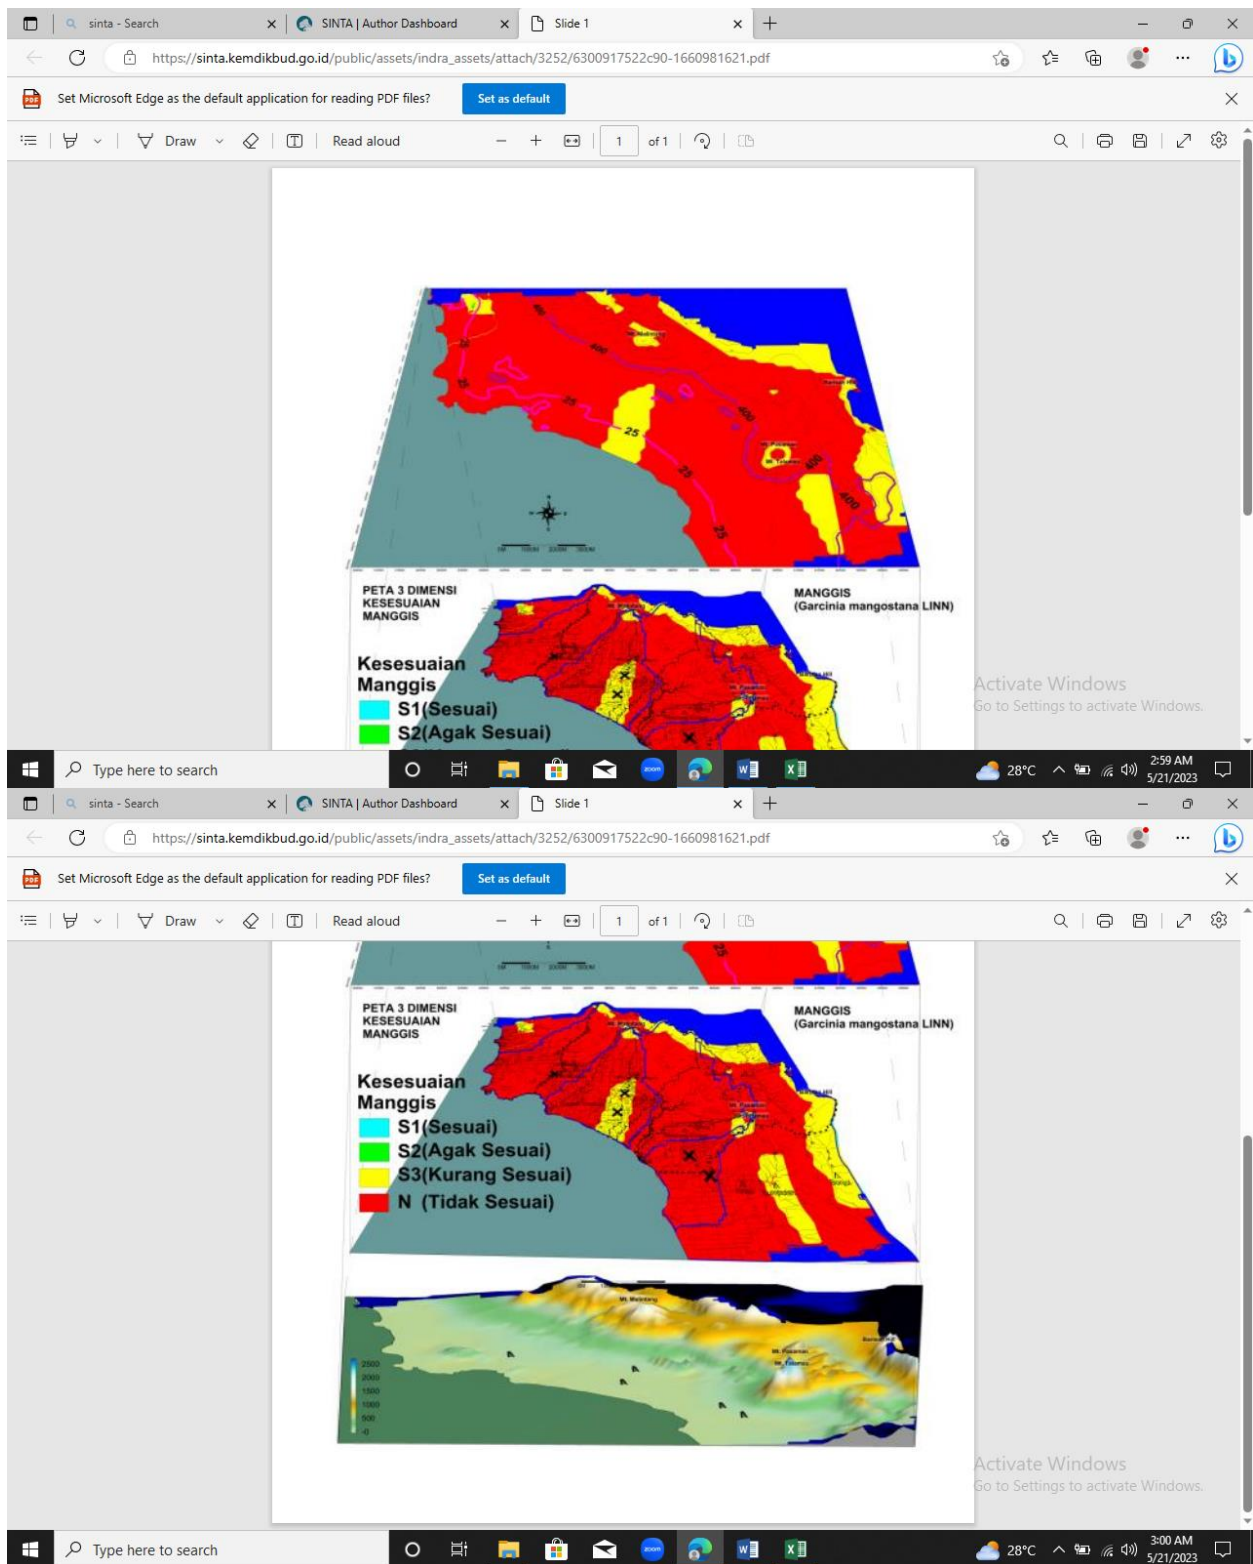 sinta - Search
SINTA | Author Dashboard
Slide 1
https://sinta.kemdikbud.go.id/public/assets/indra_assets/attach/3252/6300917522c90-1660981621.pdf
Set Microsoft Edge as the default application for reading PDF files?
Set as default
Draw
Read aloud
1
of 1
400
400
400
400
400
25
25
25
25
25
25
PETA 3 DIMENSI
KESESUAIAN
MANGGIS
MANGGIS
(Garcinia mangostana LINN)
Kesesuaian
Manggis
S1(Sesuai)
S2(Agak Sesuai)
Activate Windows
Go to Settings to activate Windows.
Type here to search
zoom
28°C
2:59 AM
5/21/2023
sinta - Search
SINTA | Author Dashboard
Slide 1
https://sinta.kemdikbud.go.id/public/assets/indra_assets/attach/3252/6300917522c90-1660981621.pdf
Set Microsoft Edge as the default application for reading PDF files?
Set as default
Draw
Read aloud
1
of 1
25
PETA 3 DIMENSI
KESESUAIAN
MANGGIS
MANGGIS
(Garcinia mangostana LINN)
Kesesuaian
Manggis
S1(Sesuai)
S2(Agak Sesuai)
S3(Kurang Sesuai)
N (Tidak Sesuai)
2500
2000
1500
1000
500
-0
Activate Windows
Go to Settings to activate Windows.
Type here to search
zoom
28°C
3:00 AM
5/21/2023